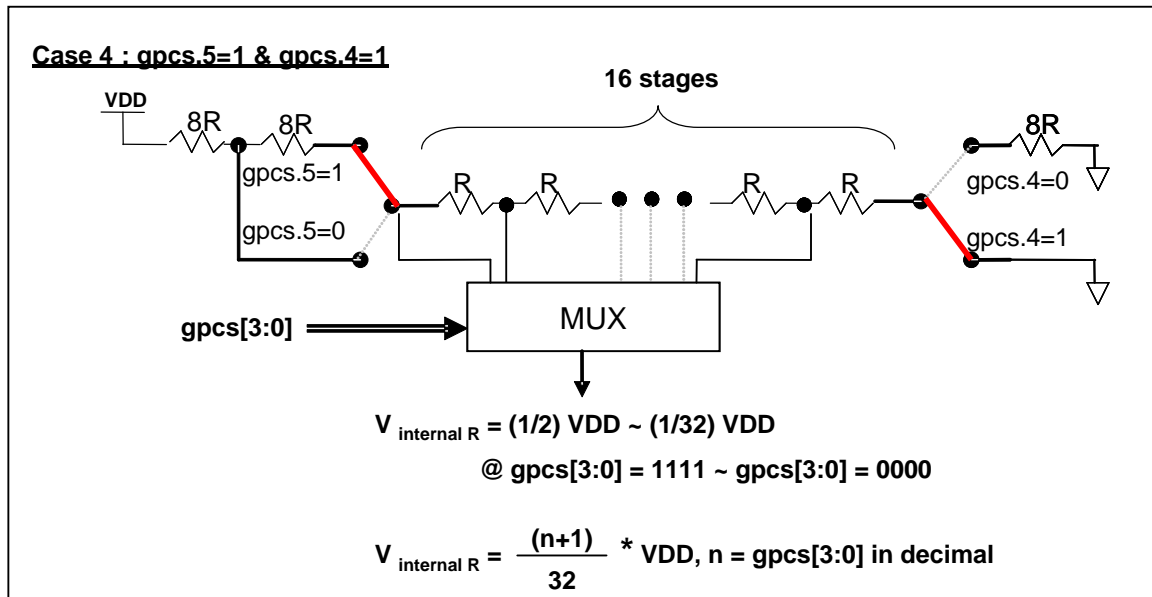 Case 4 : gpcs.5=1 & gpcs.4=1
16 stages
VDD
8R
8R
8R
gpcs.5=1
gpcs.4=0
R
R
R
R
gpcs.5=0
gpcs.4=1
MUX
gpcs[3:0]
V internal R = (1/2) VDD ~ (1/32) VDD
@ gpcs[3:0] = 1111 ~ gpcs[3:0] = 0000
V internal R = (n+1) / 32 * VDD, n = gpcs[3:0] in decimal